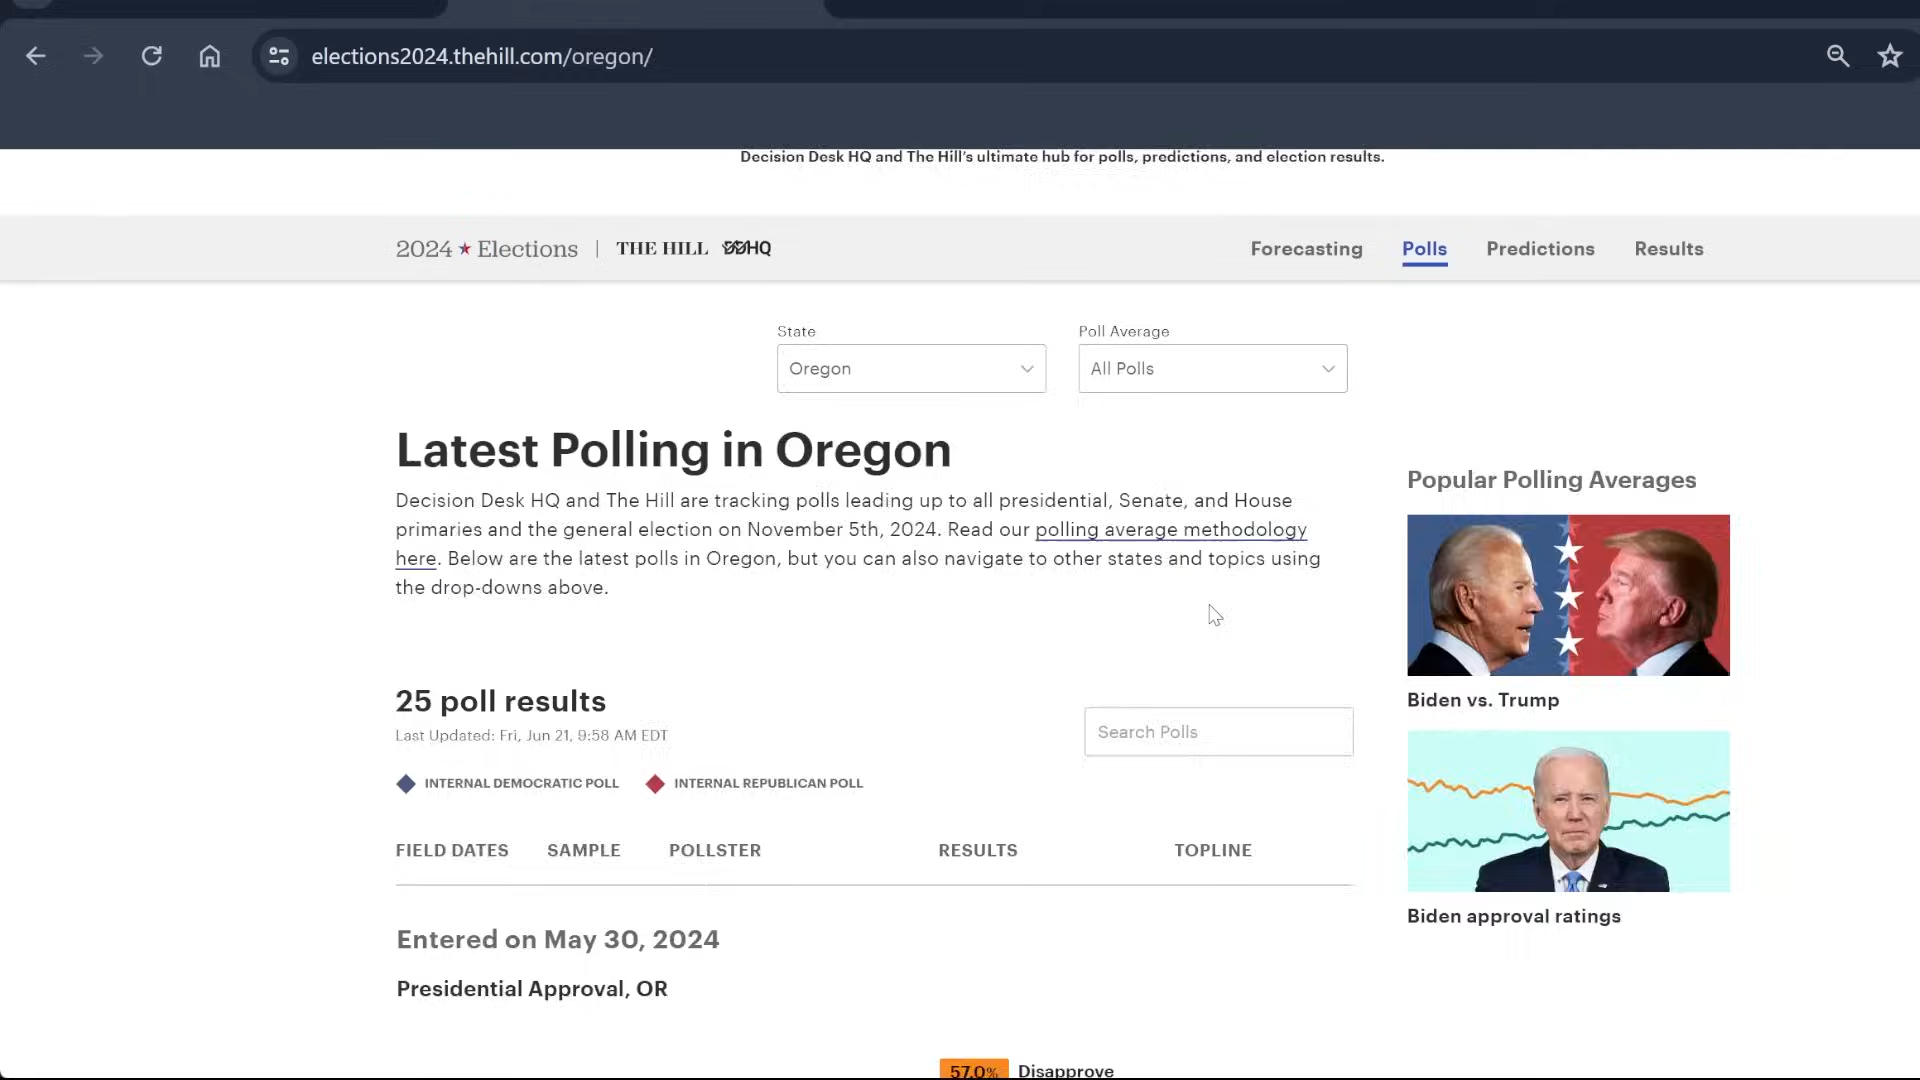 elections2024.thehill.com/oregon/
Decision Desk HQ and The Hill's ultimate hub for polls, predictions, and election results.
2024 ★ Elections | THE HILL DDHQ
Forecasting Polls Predictions Results
State Poll Average
Oregon All Polls
Latest Polling in Oregon
Decision Desk HQ and The Hill are tracking polls leading up to all presidential, Senate, and House
primaries and the general election on November 5th, 2024. Read our polling average methodology
here. Below are the latest polls in Oregon, but you can also navigate to other states and topics using
the drop-downs above.
25 poll results
Last Updated: Fri, Jun 21, 9:58 AM EDT
Search Polls
INTERNAL DEMOCRATIC POLL INTERNAL REPUBLICAN POLL
FIELD DATES SAMPLE POLLSTER RESULTS TOPLINE
Entered on May 30, 2024
Presidential Approval, OR
57.0% Disapprove
Popular Polling Averages
Biden vs. Trump
Biden approval ratings